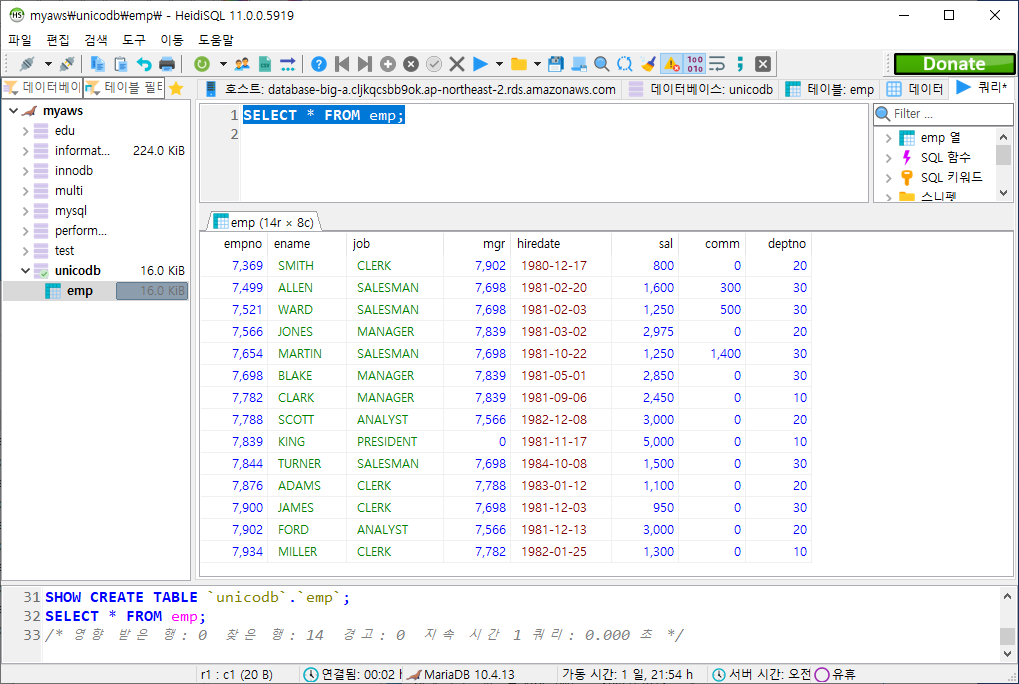 myaws₩unicodb₩emp₩ - HeidiSQL 11.0.0.5919
파일 편집 검색 도구 이동 도움말
Donate
데이터베이 테이블 필터 호스트: database-big-a.cljkqcsbb9ok.ap-northeast-2.rds.amazonaws.com 데이터베이스: unicodb 테이블: emp 데이터 쿼리*
myaws
edu
informat... 224.0 KiB
innodb
multi
mysql
perform...
test
unicodb 16.0 KiB
emp 16.0 KiB
1 SELECT * FROM emp;
2
Filter ...
emp 열
SQL 함수
SQL 키워드
스니펫
emp (14r × 8c)
empno ename job mgr hiredate sal comm deptno
7,369 SMITH CLERK 7,902 1980-12-17 800 0 20
7,499 ALLEN SALESMAN 7,698 1981-02-20 1,600 300 30
7,521 WARD SALESMAN 7,698 1981-02-03 1,250 500 30
7,566 JONES MANAGER 7,839 1981-03-02 2,975 0 20
7,654 MARTIN SALESMAN 7,698 1981-10-22 1,250 1,400 30
7,698 BLAKE MANAGER 7,839 1981-05-01 2,850 0 30
7,782 CLARK MANAGER 7,839 1981-09-06 2,450 0 10
7,788 SCOTT ANALYST 7,566 1982-12-08 3,000 0 20
7,839 KING PRESIDENT 0 1981-11-17 5,000 0 10
7,844 TURNER SALESMAN 7,698 1984-10-08 1,500 0 30
7,876 ADAMS CLERK 7,788 1983-01-12 1,100 0 20
7,900 JAMES CLERK 7,698 1981-12-03 950 0 30
7,902 FORD ANALYST 7,566 1981-12-13 3,000 0 20
7,934 MILLER CLERK 7,782 1982-01-25 1,300 0 10
31 SHOW CREATE TABLE `unicodb`.`emp`;
32 SELECT * FROM emp;
33 /* 영향 받은 행: 0 찾은 행: 14 경고: 0 지속 시간 1 쿼리: 0.000 초 */
r1 : c1 (20 B) 연결됨: 00:02 h MariaDB 10.4.13 가동 시간: 1 일, 21:54 h 서버 시간: 오전 유휴